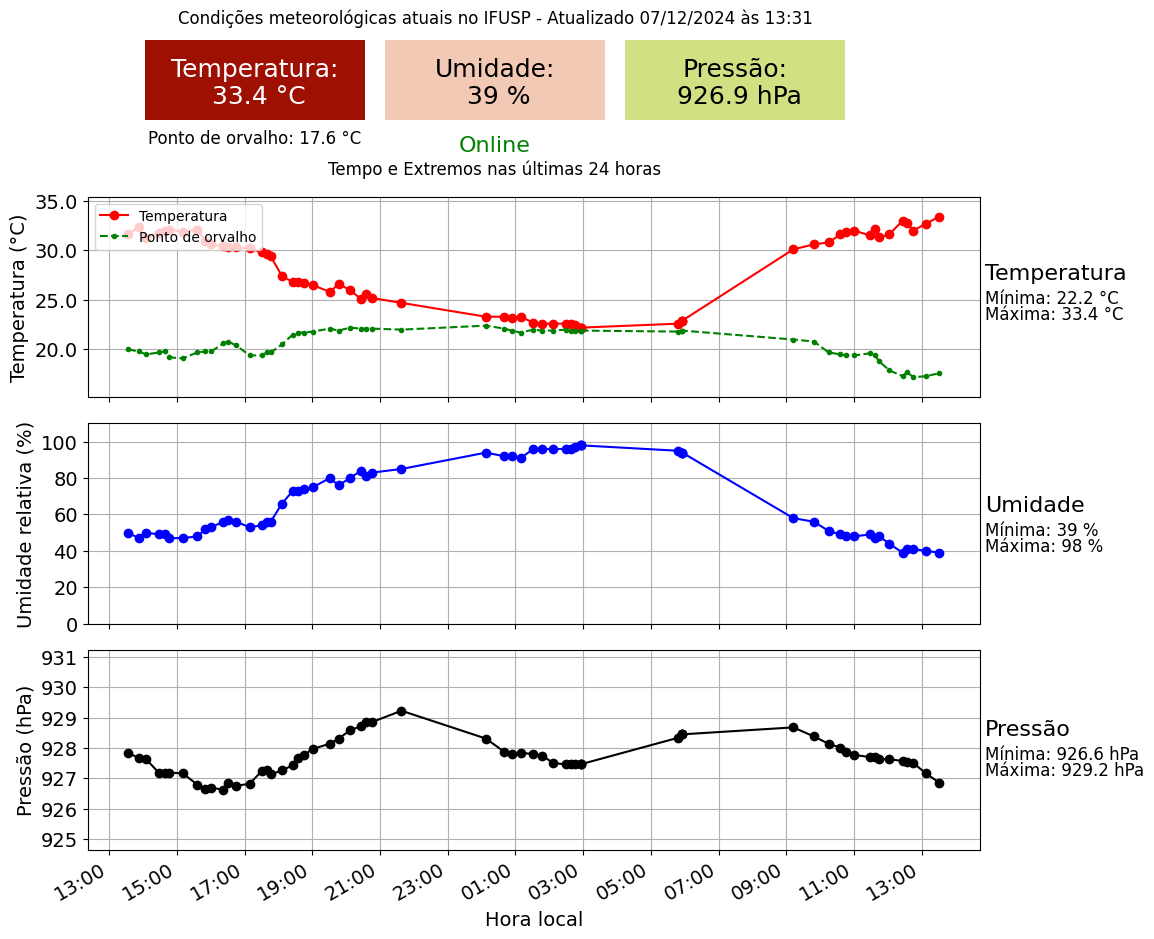 Condições meteorológicas atuais no IFUSP - Atualizado 07/12/2024 às 13:31
Temperatura:
33.4 °C
Umidade:
39 %
Pressão:
926.9 hPa
Ponto de orvalho: 17.6 °C
Online
Tempo e Extremos nas últimas 24 horas
Temperatura (°C)
35.0
30.0
25.0
20.0
Temperatura
Ponto de orvalho
Temperatura
Mínima: 22.2 °C
Máxima: 33.4 °C
Umidade relativa (%)
100
80
60
40
20
0
Umidade
Mínima: 39 %
Máxima: 98 %
Pressão (hPa)
931
930
929
928
927
926
925
Pressão
Mínima: 926.6 hPa
Máxima: 929.2 hPa
13:00
15:00
17:00
19:00
21:00
23:00
01:00
03:00
05:00
07:00
09:00
11:00
13:00
Hora local